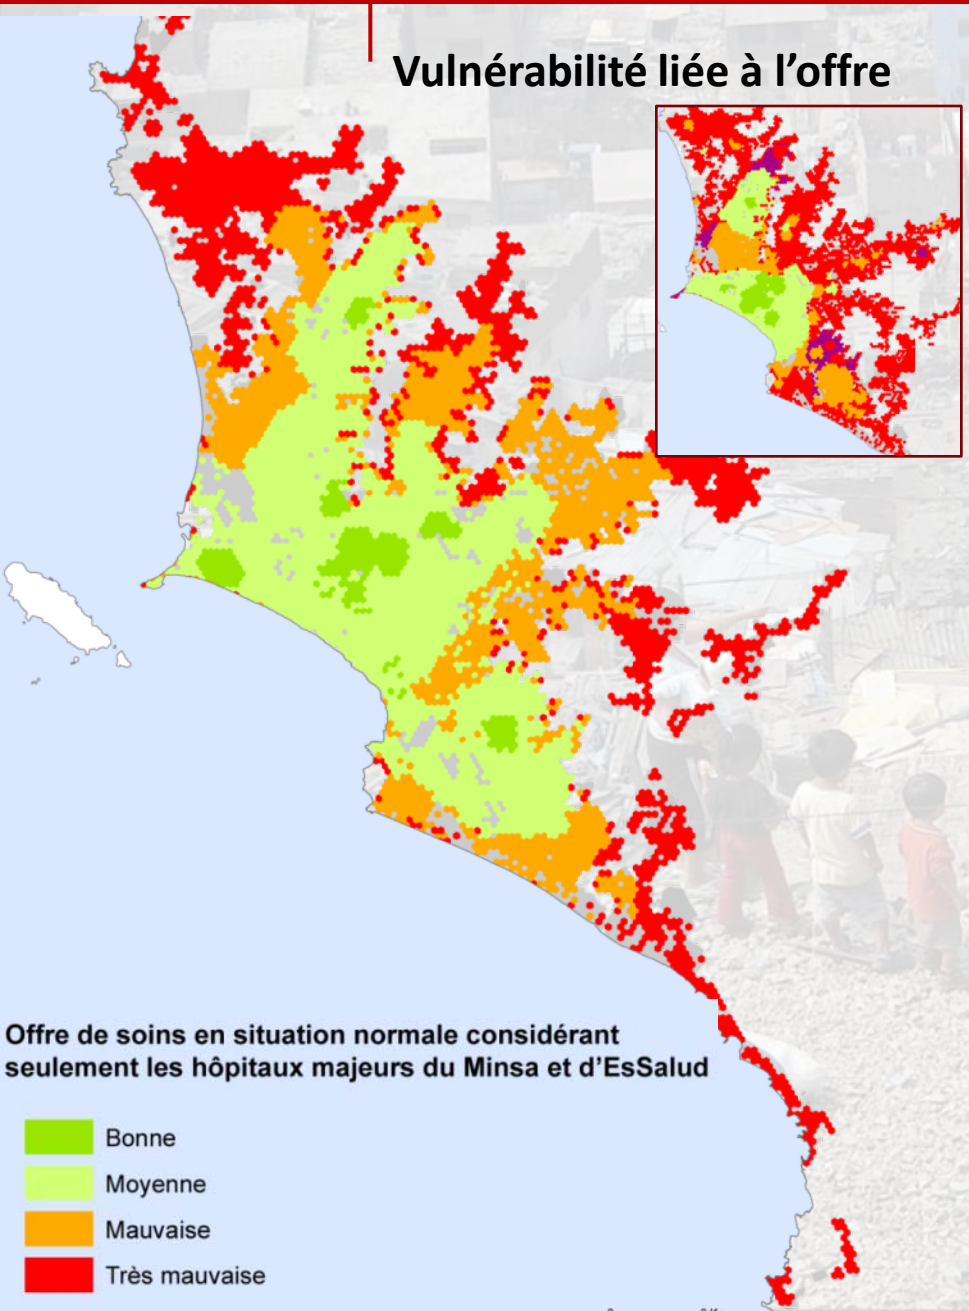 Vulnérabilité liée à l’offre
Offre de soins en situation normale considérant
seulement les hôpitaux majeurs du Minsa et d'EsSalud
Bonne
Moyenne
Mauvaise
Très mauvaise